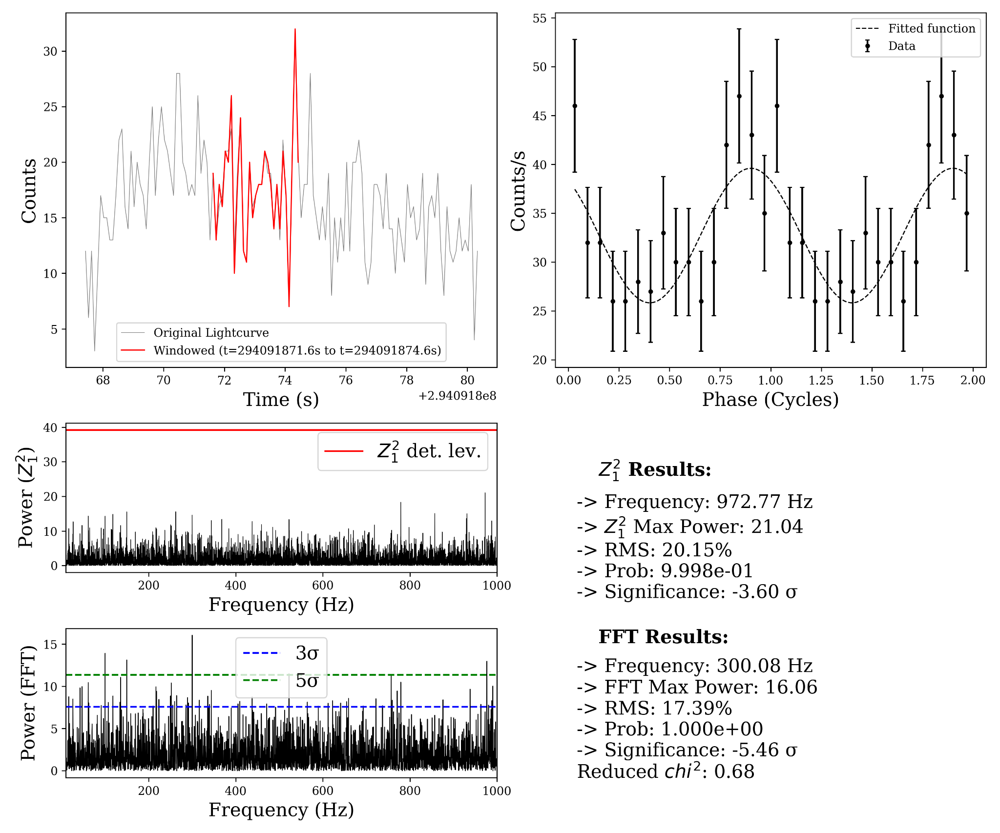 30
25
20
15
10
5
Counts
Original Lightcurve
Windowed (t=294091871.6s to t=294091874.6s)
68 70 72 74 76 78 80
+2.940918e8
Time (s)
55
50
45
40
35
30
25
20
Counts/s
Fitted function
Data
0.00 0.25 0.50 0.75 1.00 1.25 1.50 1.75 2.00
Phase (Cycles)
40
30
20
10
0
Power (Z₁²)
Z₁² det. lev.
200 400 600 800 1000
Frequency (Hz)
15
10
5
0
Power (FFT)
3σ
5σ
200 400 600 800 1000
Frequency (Hz)
Z₁² Results:
-> Frequency: 972.77 Hz
-> Z₁² Max Power: 21.04
-> RMS: 20.15%
-> Prob: 9.998e-01
-> Significance: -3.60 σ
FFT Results:
-> Frequency: 300.08 Hz
-> FFT Max Power: 16.06
-> RMS: 17.39%
-> Prob: 1.000e+00
-> Significance: -5.46 σ
Reduced chi²: 0.68